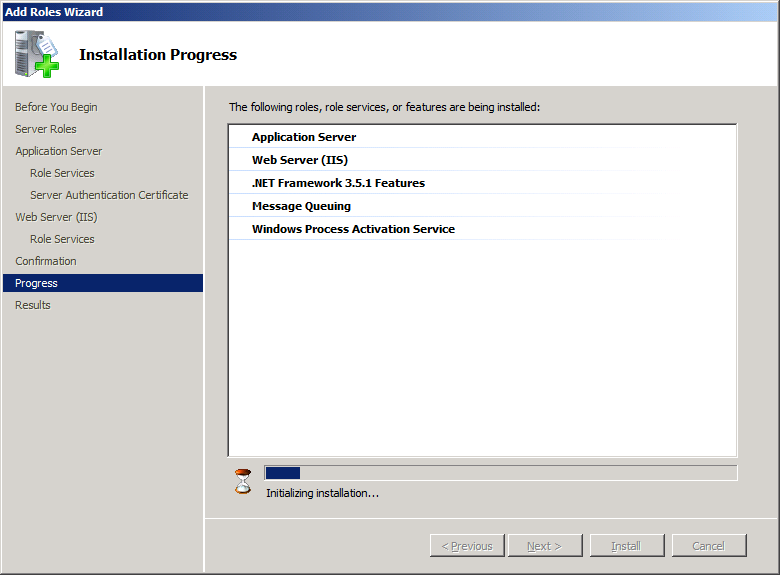 Add Roles Wizard
Installation Progress
Before You Begin
Server Roles
Application Server
Role Services
Server Authentication Certificate
Web Server (IIS)
Role Services
Confirmation
Progress
Results
The following roles, role services, or features are being installed:
Application Server
Web Server (IIS)
.NET Framework 3.5.1 Features
Message Queuing
Windows Process Activation Service
Initializing installation...
< Previous
Next >
Install
Cancel